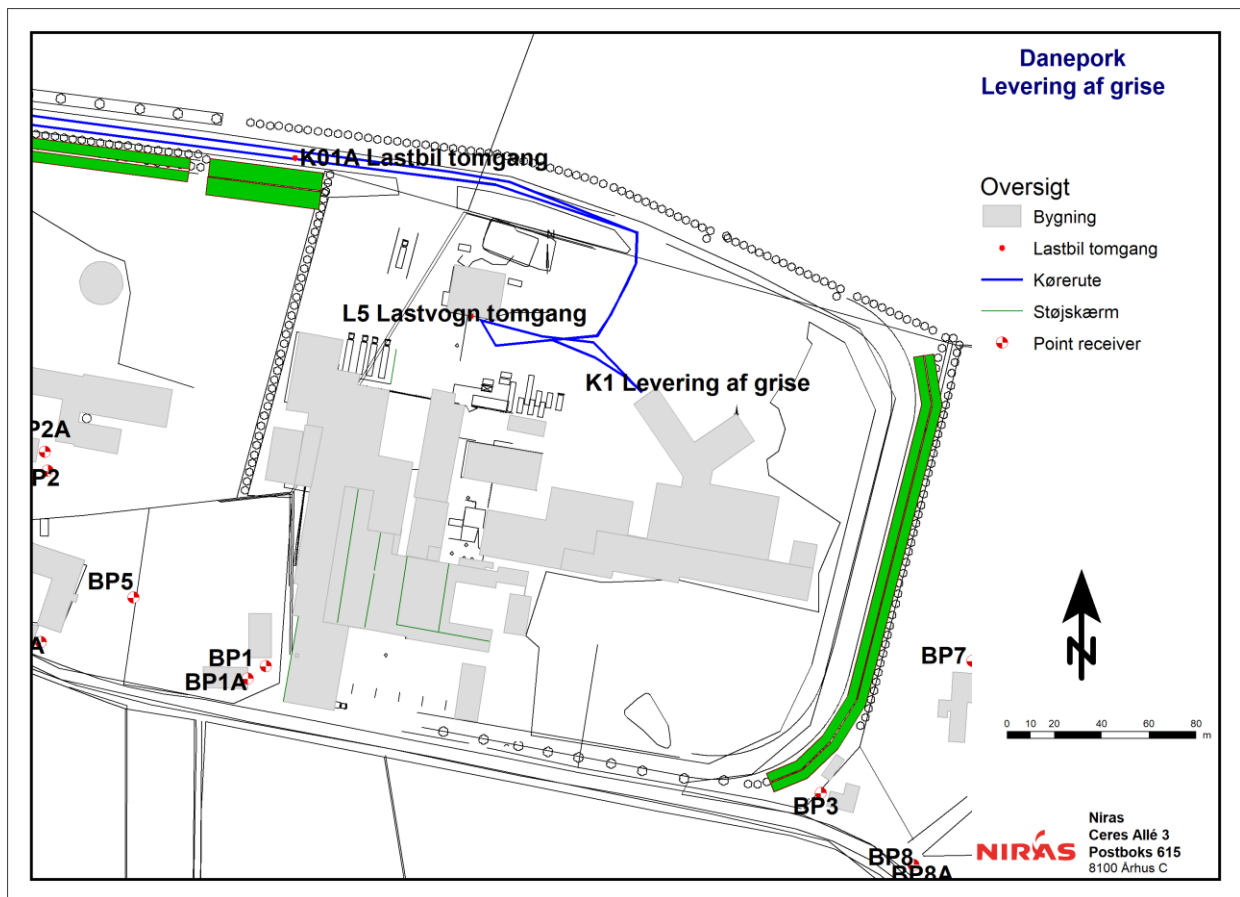 Danepork
Levering af grise
K01A Lastbil tomgang
Oversigt
Bygning
Lastbil tomgang
Kørerute
Støjskærm
Point receiver
N
L5 Lastvogn tomgang
K1 Levering af grise
P2A
P2
BP5
A
BP1
BP1A
BP7
N
0 10 20 40 60 80
m
BP3
BP8
BP8A
NIRAS
Niras
Ceres Allé 3
Postboks 615
8100 Århus C